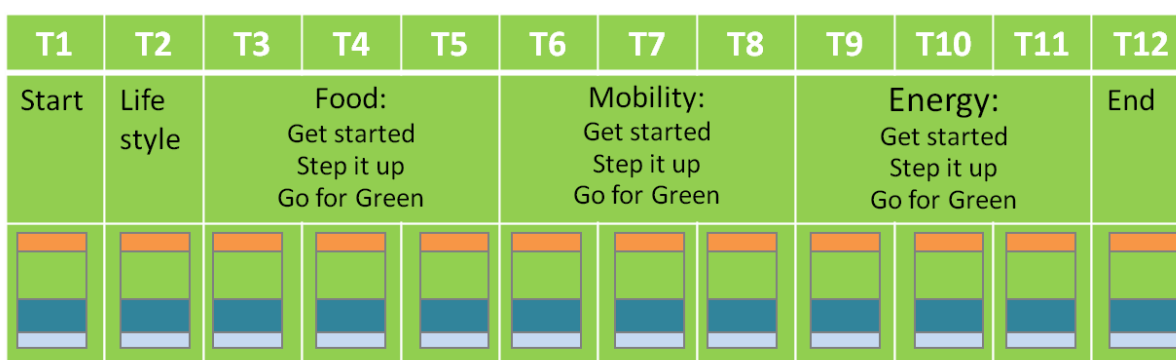 T1 T2 T3 T4 T5 T6 T7 T8 T9 T10 T11 T12
Start
Life
style
Food:
Get started
Step it up
Go for Green
Mobility:
Get started
Step it up
Go for Green
Energy:
Get started
Step it up
Go for Green
End